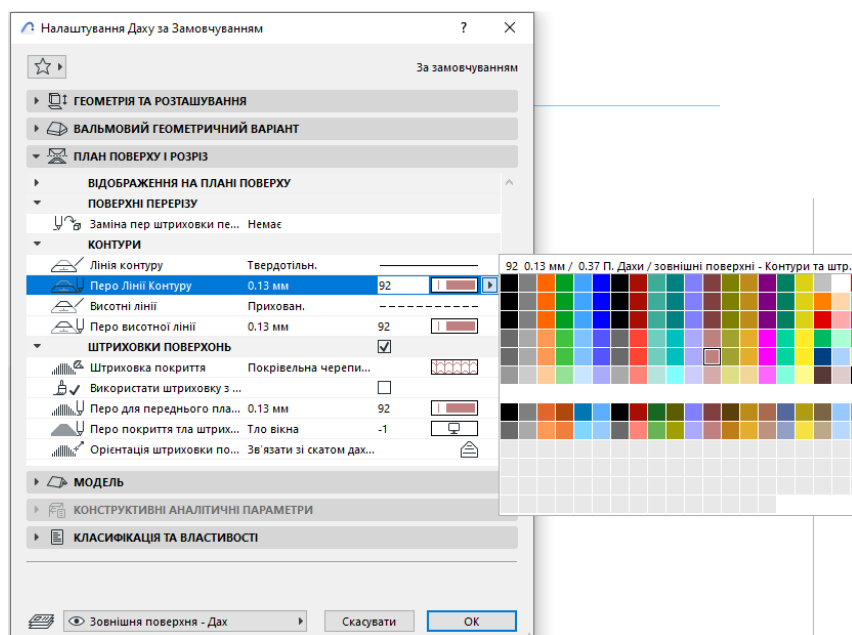 Налаштування Даху за Замовчуванням ? ×
За замовчуванням
ГЕОМЕТРІЯ ТА РОЗТАШУВАННЯ
ВАЛЬМОВИЙ ГЕОМЕТРИЧНИЙ ВАРІАНТ
ПЛАН ПОВЕРХУ І РОЗРІЗ
ВІДОБРАЖЕННЯ НА ПЛАНІ ПОВЕРХУ
ПОВЕРХНІ ПЕРЕРІЗУ
Заміна пер штриховки пе... Немає
КОНТУРИ
Лінія контуру Твердотільн.
92 0.13 мм / 0.37 П. Дахи / зовнішні поверхні - Контури та штр.
Перо Лінії Контуру 0.13 мм 92
Висотні лінії Прихован.
Перо висотної лінії 0.13 мм 92
ШТРИХОВКИ ПОВЕРХОНЬ
Штриховка покриття Покрівельна черепи...
Використати штриховку з ...
Перо для переднього пла... 0.13 мм 92
Перо покриття тла штрих... Тло вікна -1
Орієнтація штриховки по... Зв'язати зі скатом дах...
МОДЕЛЬ
КОНСТРУКТИВНІ АНАЛІТИЧНІ ПАРАМЕТРИ
КЛАСИФІКАЦІЯ ТА ВЛАСТИВОСТІ
Зовнішня поверхня - Дах Скасувати ОК